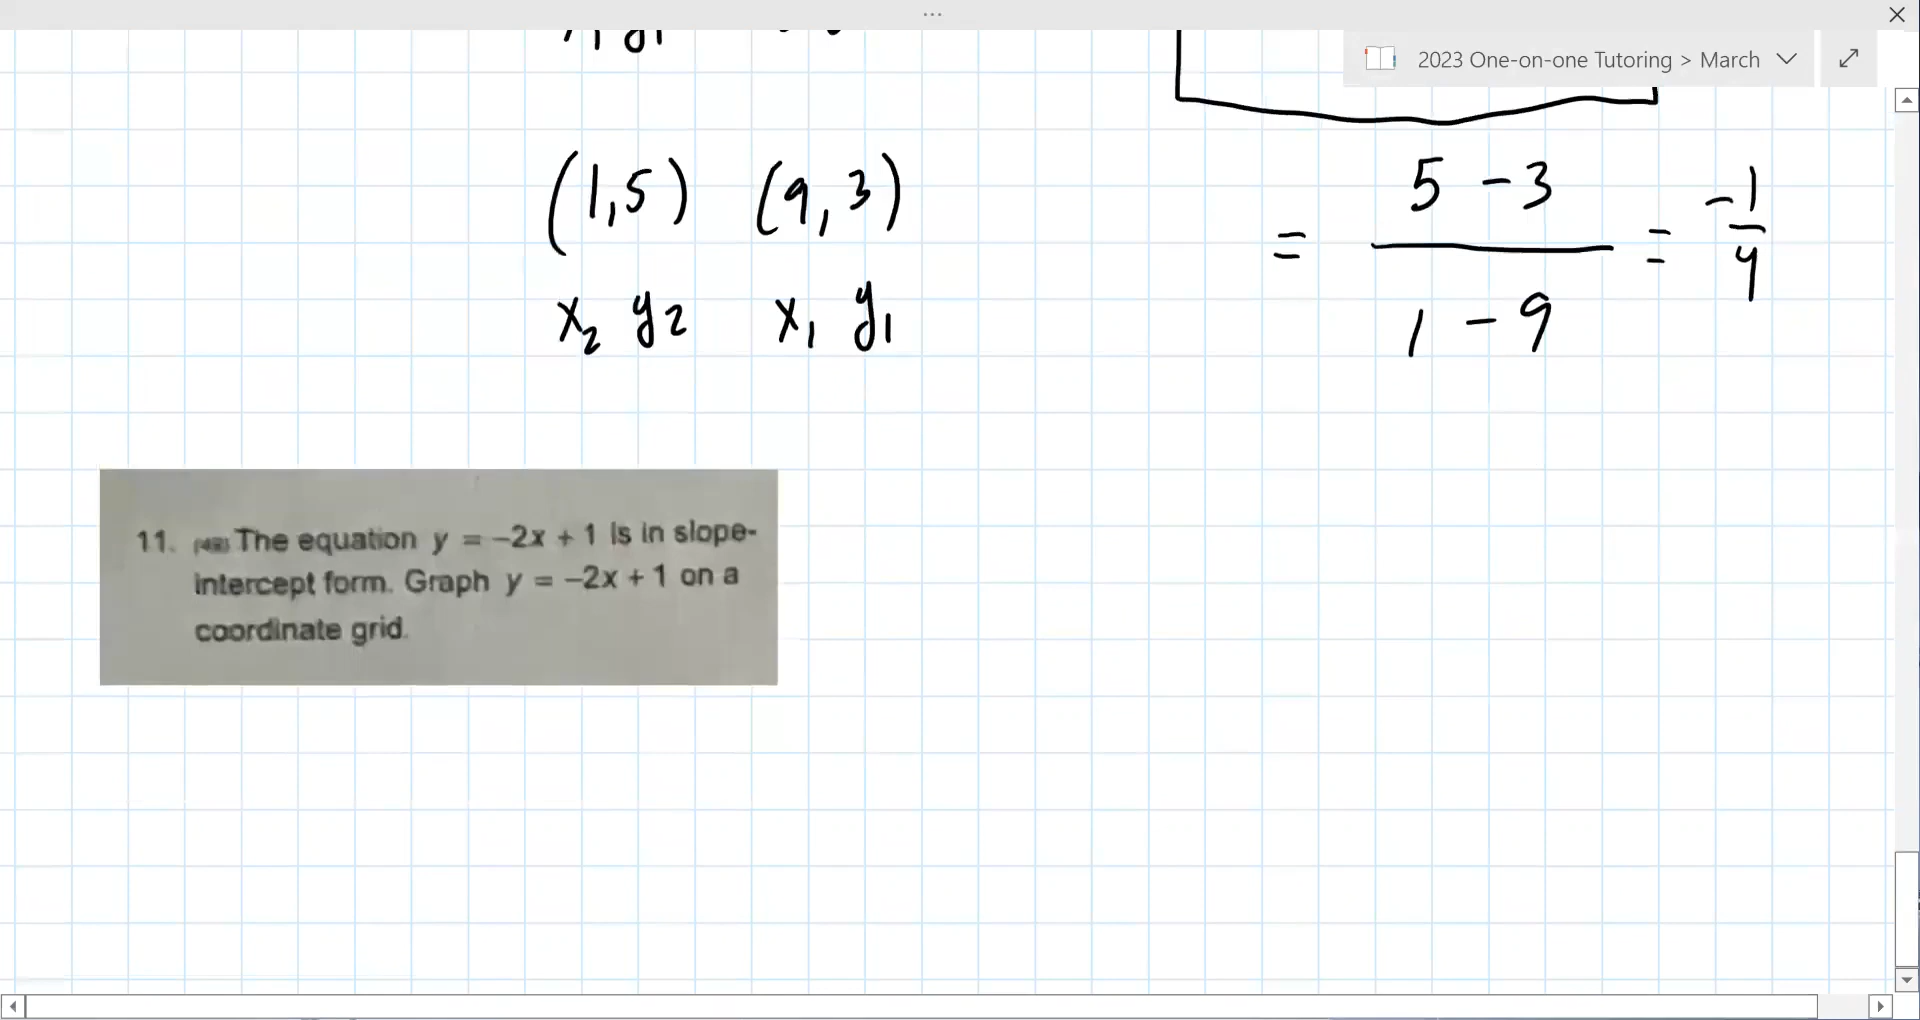 2023 One-on-one Tutoring > March
(1,5) (9,3)
x₂ y₂ x₁ y₁
= 5 - 3
1 - 9
= -1
4
11. The equation y = -2x + 1 is in slope-
intercept form. Graph y = -2x + 1 on a
coordinate grid.